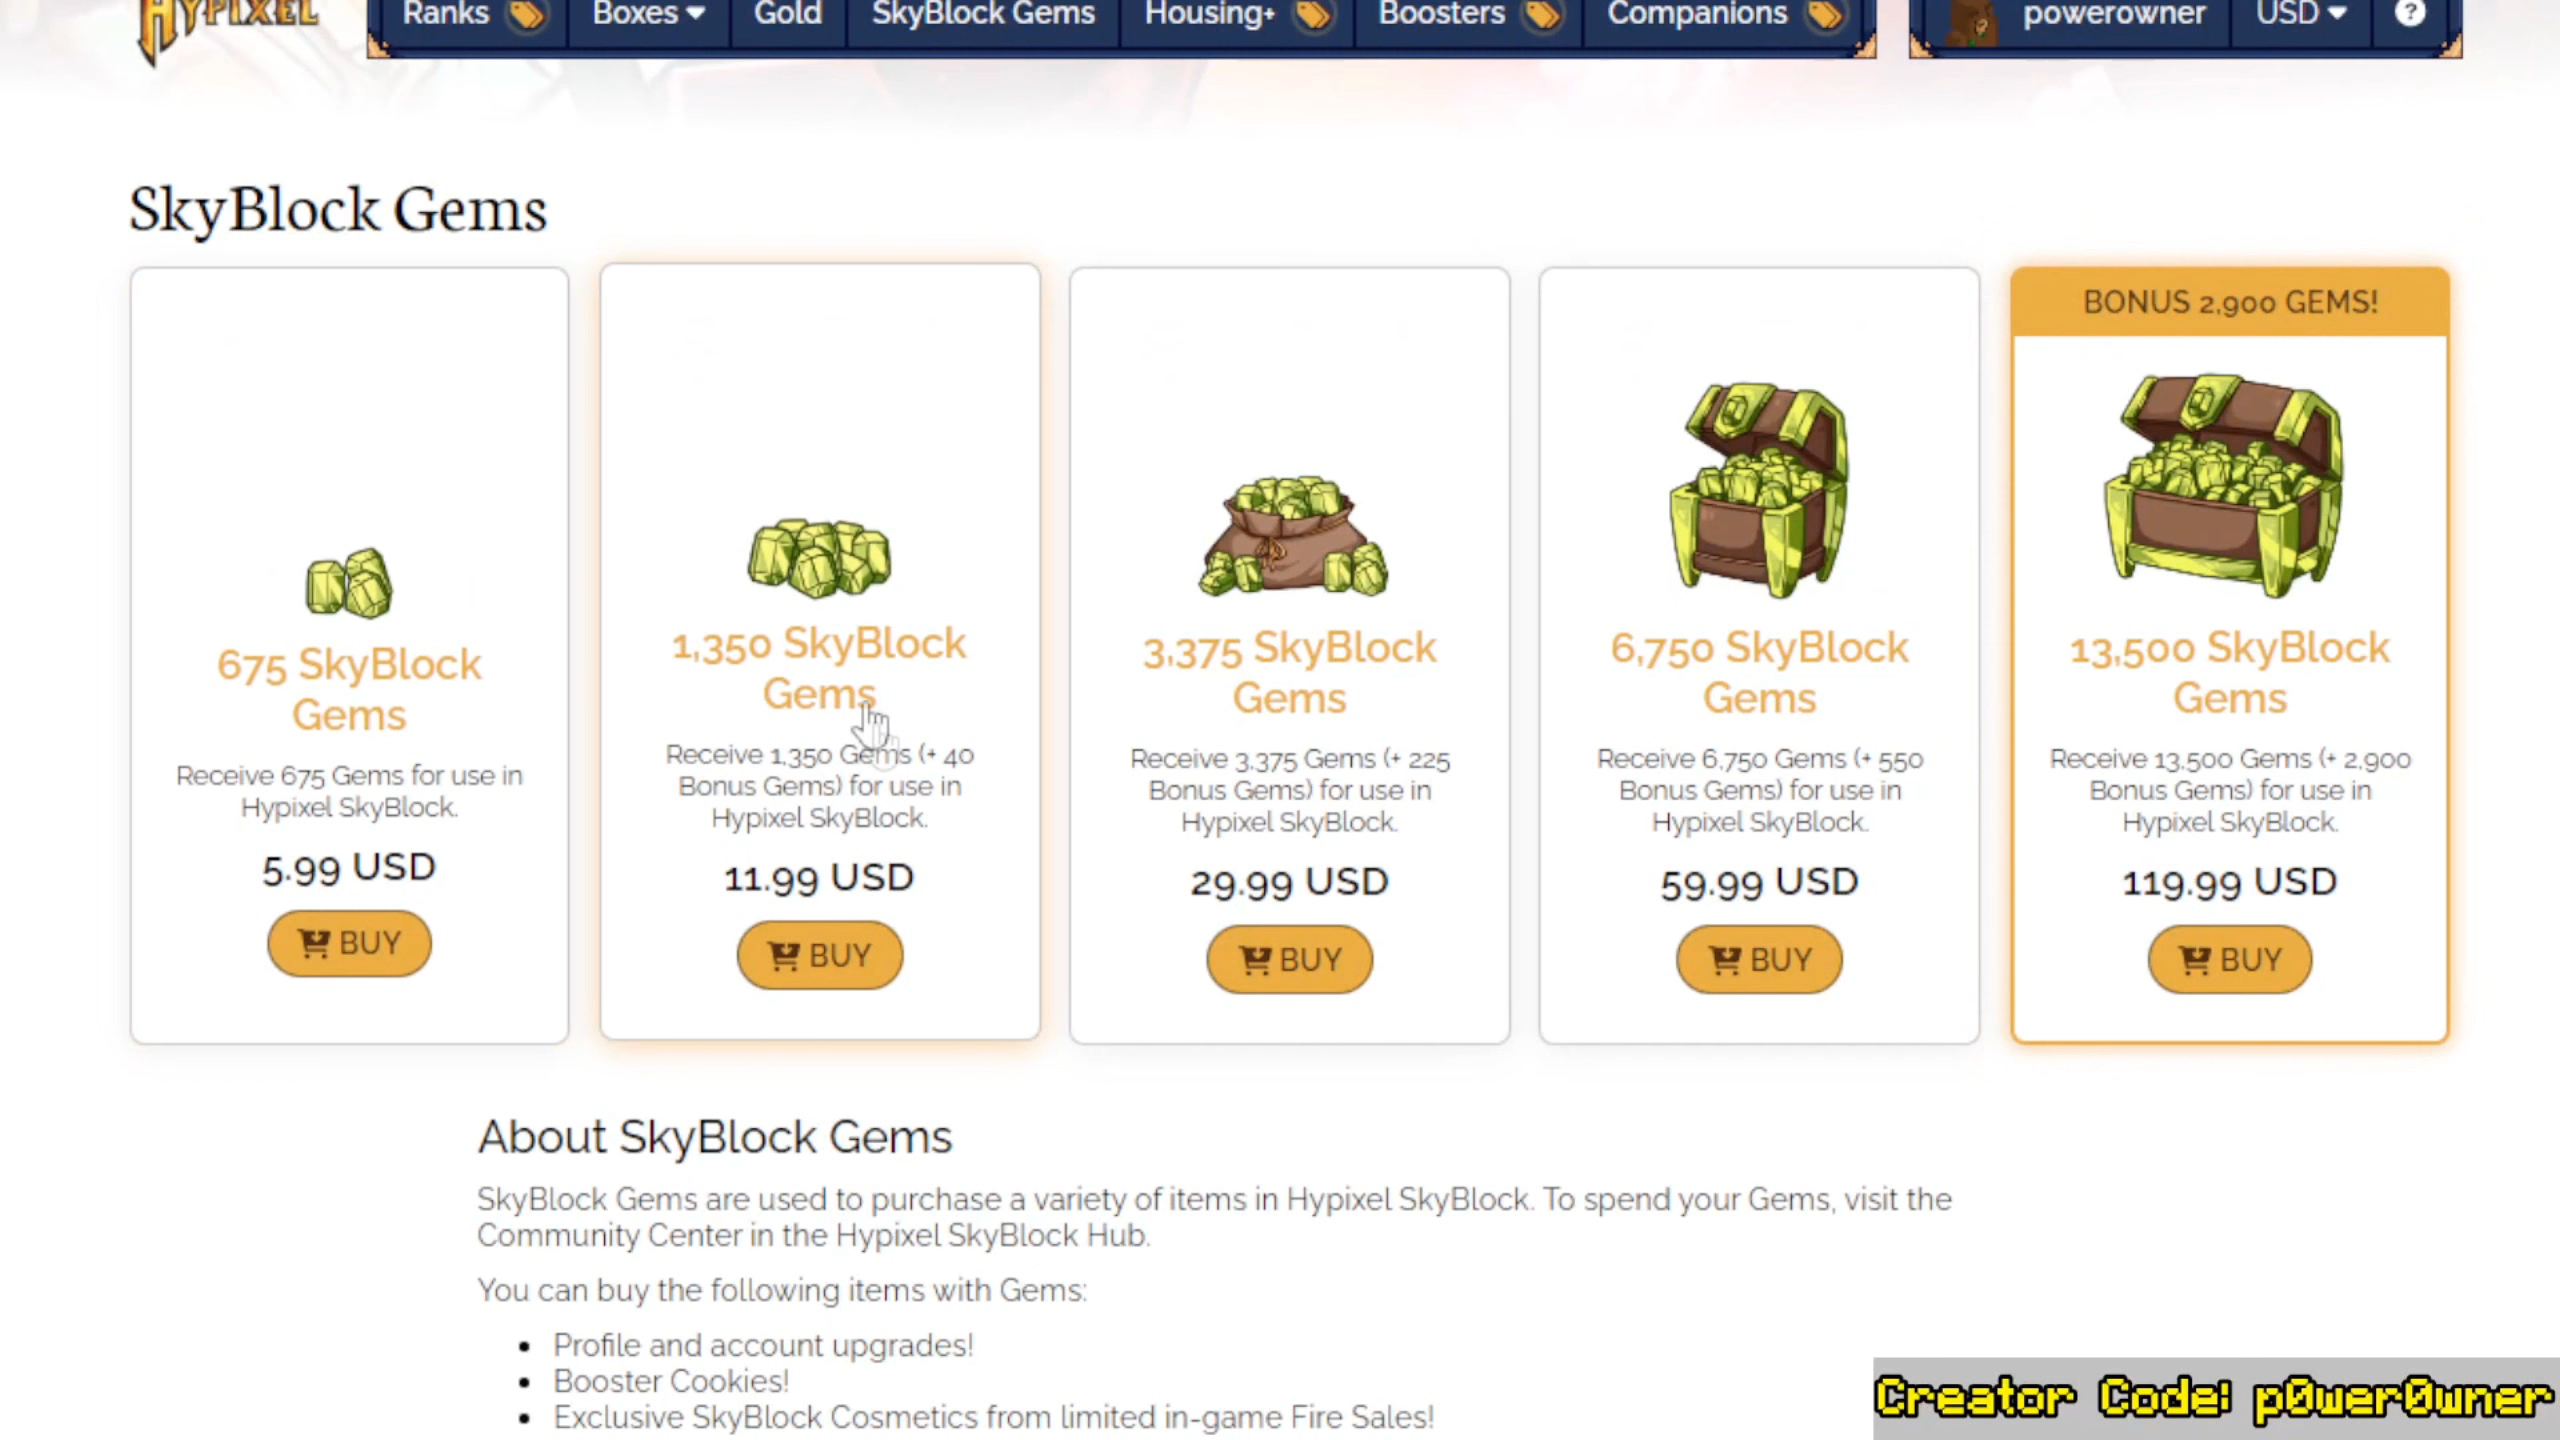 HYPIXEL
Ranks Boxes Gold SkyBlock Gems Housing+ Boosters Companions powerowner USD ?
SkyBlock Gems
BONUS 2,900 GEMS!
675 SkyBlock
Gems
Receive 675 Gems for use in
Hypixel SkyBlock.
5.99 USD
BUY
1,350 SkyBlock
Gems
Receive 1,350 Gems (+ 40
Bonus Gems) for use in
Hypixel SkyBlock.
11.99 USD
BUY
3,375 SkyBlock
Gems
Receive 3,375 Gems (+ 225
Bonus Gems) for use in
Hypixel SkyBlock.
29.99 USD
BUY
6,750 SkyBlock
Gems
Receive 6,750 Gems (+ 550
Bonus Gems) for use in
Hypixel SkyBlock.
59.99 USD
BUY
13,500 SkyBlock
Gems
Receive 13,500 Gems (+ 2,900
Bonus Gems) for use in
Hypixel SkyBlock.
119.99 USD
BUY
About SkyBlock Gems
SkyBlock Gems are used to purchase a variety of items in Hypixel SkyBlock. To spend your Gems, visit the
Community Center in the Hypixel SkyBlock Hub.
You can buy the following items with Gems:
• Profile and account upgrades!
• Booster Cookies!
• Exclusive SkyBlock Cosmetics from limited in-game Fire Sales!
Creator Code: p0wer0wner